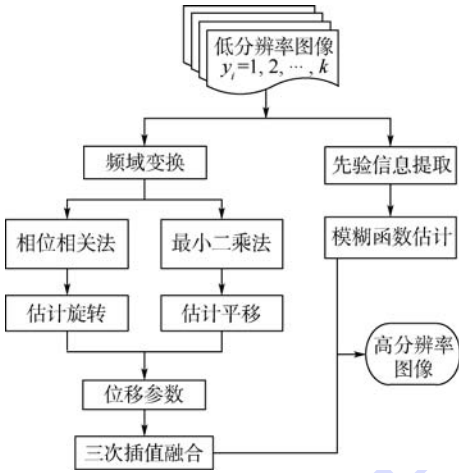 低分辨率图像
yᵢ=1, 2, ⋯, k
频域变换
先验信息提取
相位相关法
最小二乘法
模糊函数估计
估计旋转
估计平移
高分辨率
图像
位移参数
三次插值融合